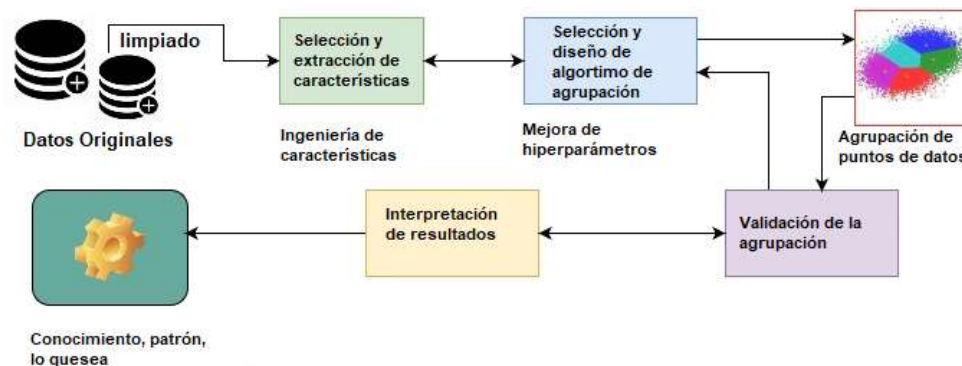 limpiado
Datos Originales
Selección y
extracción de
características
Ingeniería de
características
Selección y
diseño de
algortimo de
agrupación
Mejora de
hiperparámetros
Agrupación de
puntos de datos
Interpretación
de resultados
Validación de la
agrupación
Conocimiento, patrón,
lo quesea